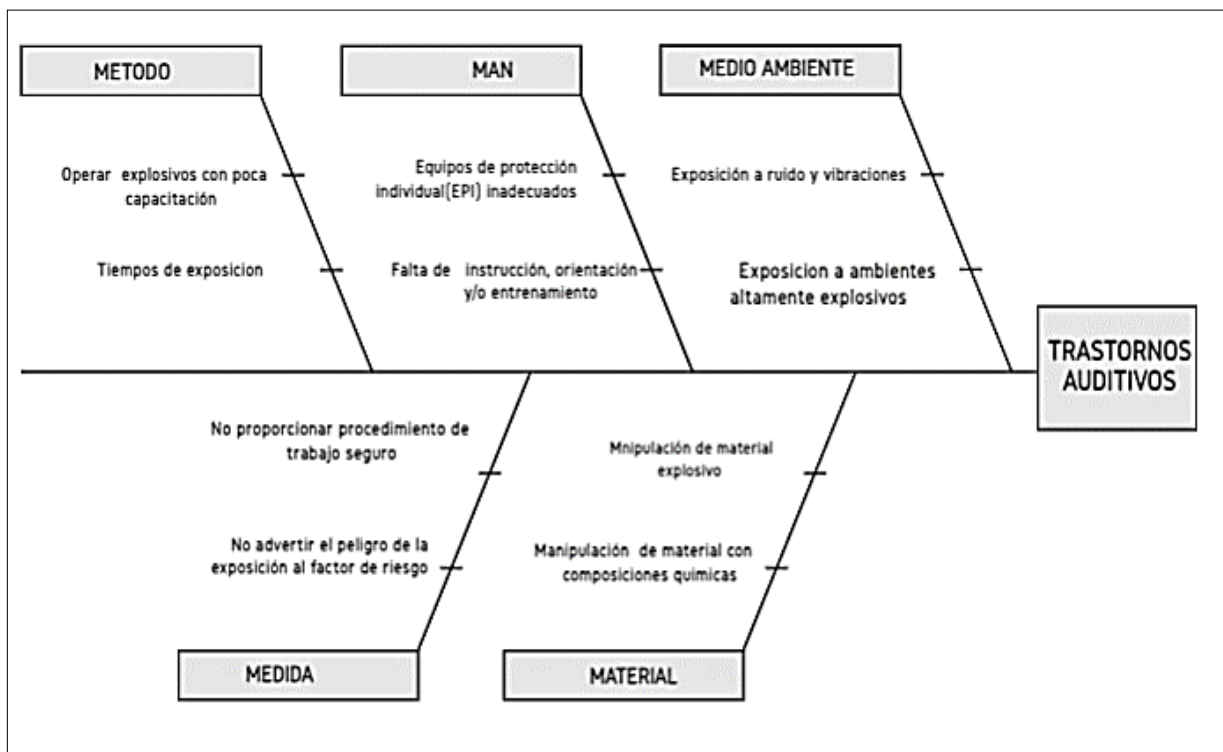 METODO
MAN
MEDIO AMBIENTE
Operar explosivos con poca
capacitación
Tiempos de exposicion
Equipos de protección
individual(EPI) inadecuados
Falta de instrucción, orientación
y/o entrenamiento
Exposición a ruido y vibraciones
Exposicion a ambientes
altamente explosivos
TRASTORNOS
AUDITIVOS
No proporcionar procedimiento de
trabajo seguro
No advertir el peligro de la
exposición al factor de riesgo
Mnipulación de material
explosivo
Manipulación de material con
composiciones quimicas
MEDIDA
MATERIAL